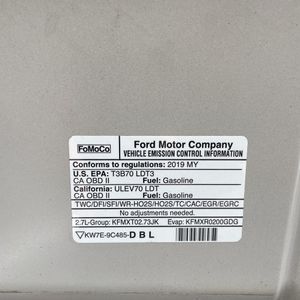 FoMoCo
Ford Motor Company
VEHICLE EMISSION CONTROL INFORMATION
Conforms to regulations: 2019 MY
U.S. EPA: T3B70 LDT3
CA OBD II Fuel: Gasoline
California: ULEV70 LDT
CA OBD II Fuel: Gasoline
TWC/DFI/SFI/WR-HO2S/HO2S/TC/CAC/EGR/EGRC
No adjustments needed.
2.7L-Group: KFMXT02.73JK Evap: KFMXR0200GDG
KW7E-9C485-DBL